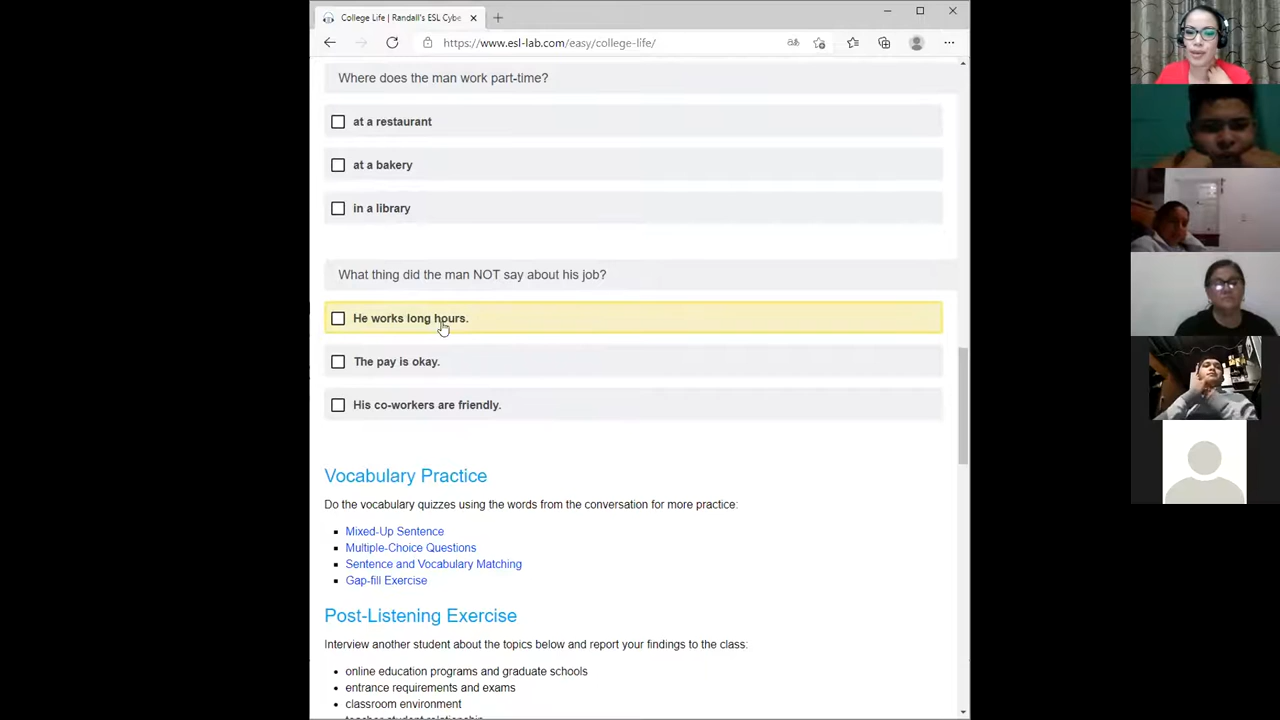 College Life | Randall's ESL Cybe
https://www.esl-lab.com/easy/college-life/
Where does the man work part-time?
at a restaurant
at a bakery
in a library
What thing did the man NOT say about his job?
He works long hours.
The pay is okay.
His co-workers are friendly.
Vocabulary Practice
Do the vocabulary quizzes using the words from the conversation for more practice:
Mixed-Up Sentence
Multiple-Choice Questions
Sentence and Vocabulary Matching
Gap-fill Exercise
Post-Listening Exercise
Interview another student about the topics below and report your findings to the class:
online education programs and graduate schools
entrance requirements and exams
classroom environment
teacher-student relationship